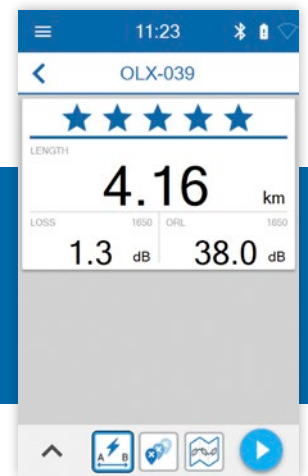 11:23
OLX-039
LENGTH
4.16 km
LOSS 1650 ORL 1650
1.3 dB 38.0 dB
A B